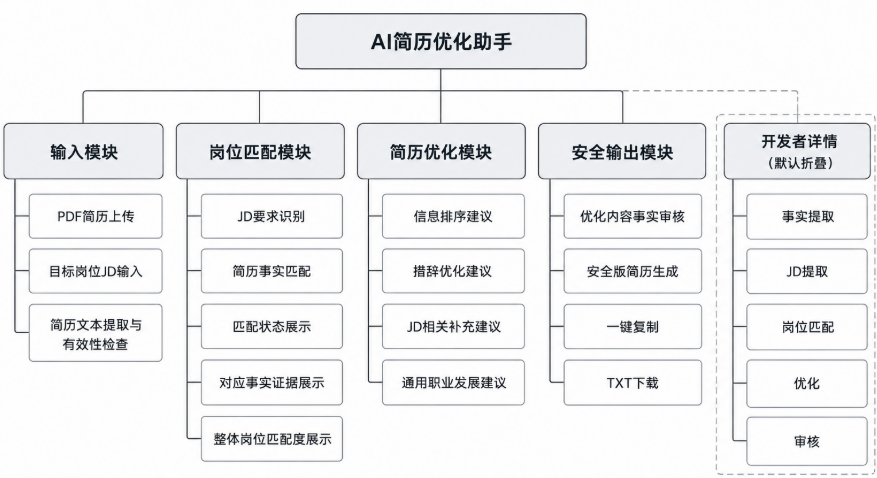 AI简历优化助手
输入模块
PDF简历上传
目标岗位JD输入
简历文本提取与
有效性检查
岗位匹配模块
JD要求识别
简历事实匹配
匹配状态展示
对应事实证据展示
整体岗位匹配度展示
简历优化模块
信息排序建议
措辞优化建议
JD相关补充建议
通用职业发展建议
安全输出模块
优化内容事实审核
安全版简历生成
一键复制
TXT下载
开发者详情
（默认折叠）
事实提取
JD提取
岗位匹配
优化
审核